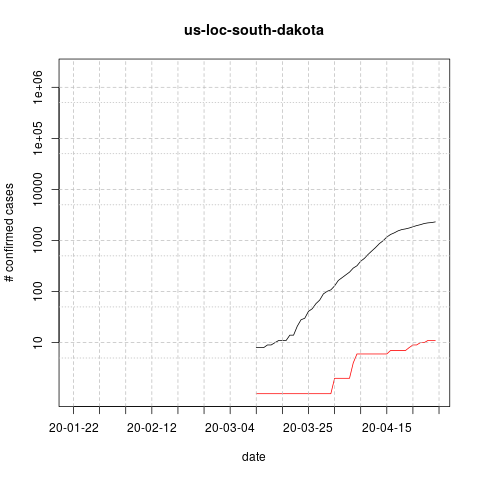 us-loc-south-dakota
# confirmed cases
1e+06
1e+05
10000
1000
100
10
20-01-22 20-02-12 20-03-04 20-03-25 20-04-15
date